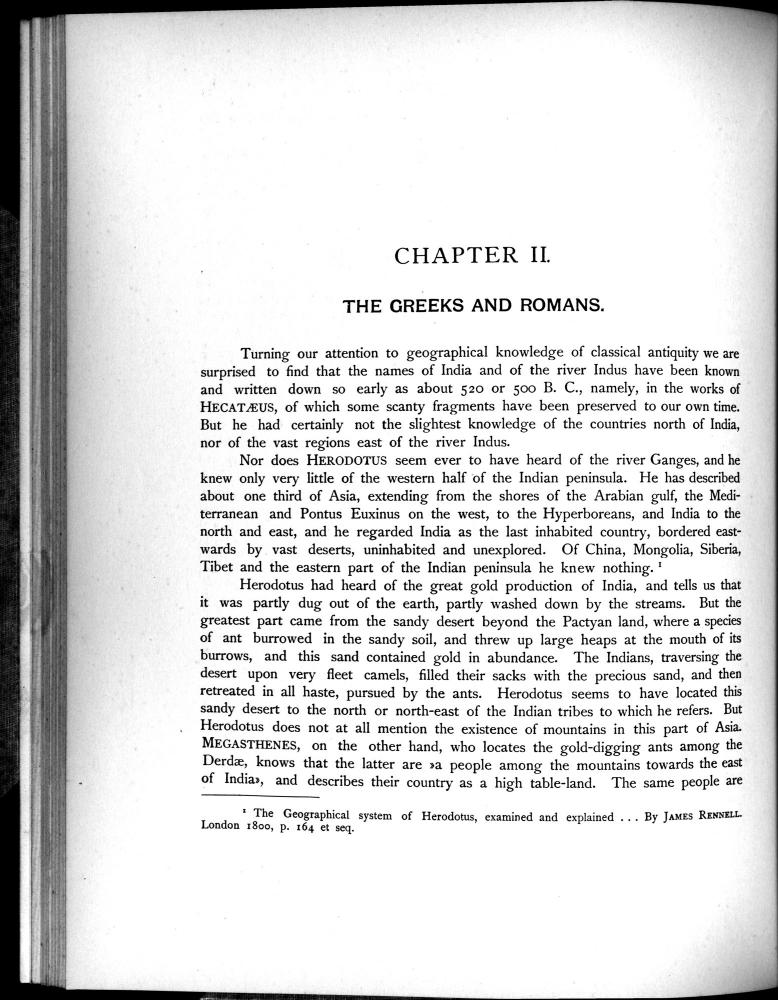 CHAPTER II.
THE GREEKS AND ROMANS.
Turning our attention to geographical knowledge of classical antiquity we are
surprised to find that the names of India and of the river Indus have been known
and written down so early as about 520 or 500 B. C., namely, in the works of
HECATÆUS, of which some scanty fragments have been preserved to our own time.
But he had certainly not the slightest knowledge of the countries north of India,
nor of the vast regions east of the river Indus.
Nor does HERODOTUS seem ever to have heard of the river Ganges, and he
knew only very little of the western half of the Indian peninsula. He has described
about one third of Asia, extending from the shores of the Arabian gulf, the Medi-
terranean and Pontus Euxinus on the west, to the Hyperboreans, and India to the
north and east, and he regarded India as the last inhabited country, bordered east-
wards by vast deserts, uninhabited and unexplored. Of China, Mongolia, Siberia,
Tibet and the eastern part of the Indian peninsula he knew nothing. ¹
Herodotus had heard of the great gold production of India, and tells us that
it was partly dug out of the earth, partly washed down by the streams. But the
greatest part came from the sandy desert beyond the Pactyan land, where a species
of ant burrowed in the sandy soil, and threw up large heaps at the mouth of its
burrows, and this sand contained gold in abundance. The Indians, traversing the
desert upon very fleet camels, filled their sacks with the precious sand, and then
retreated in all haste, pursued by the ants. Herodotus seems to have located this
sandy desert to the north or north-east of the Indian tribes to which he refers. But
Herodotus does not at all mention the existence of mountains in this part of Asia.
MEGASTHENES, on the other hand, who locates the gold-digging ants among the
Derdæ, knows that the latter are »a people among the mountains towards the east
of India», and describes their country as a high table-land. The same people are
¹ The Geographical system of Herodotus, examined and explained ... By JAMES RENNELL.
London 1800, p. 164 et seq.